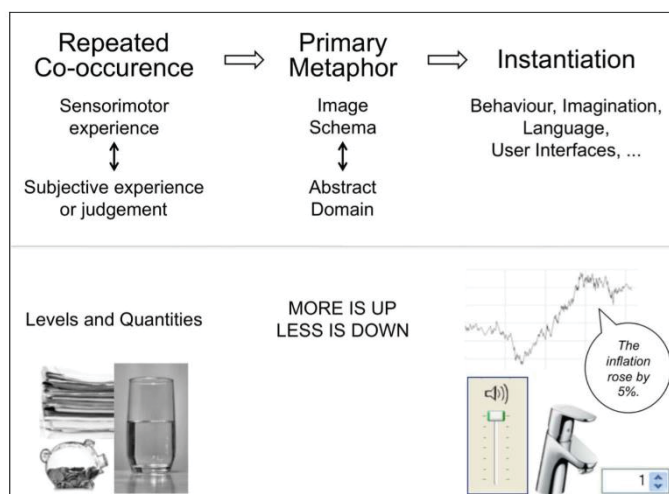 Repeated
Co-occurence
Primary
Metaphor
Instantiation
Sensorimotor
experience
Subjective experience
or judgement
Image
Schema
Abstract
Domain
Behaviour, Imagination,
Language,
User Interfaces, ...
Levels and Quantities
MORE IS UP
LESS IS DOWN
The
inflation
rose by
5%.
1